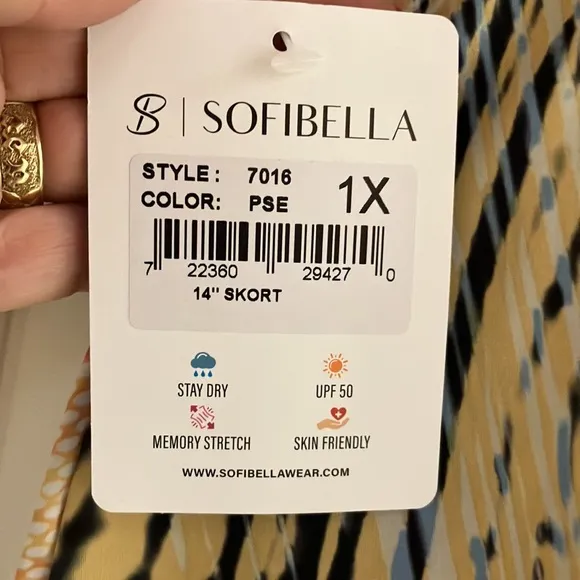 SB | SOFIBELLA
STYLE: 7016
COLOR: PSE
1X
7 22360 29427 0
14" SKORT
STAY DRY
UPF 50
MEMORY STRETCH
SKIN FRIENDLY
WWW.SOFIBELLAWEAR.COM